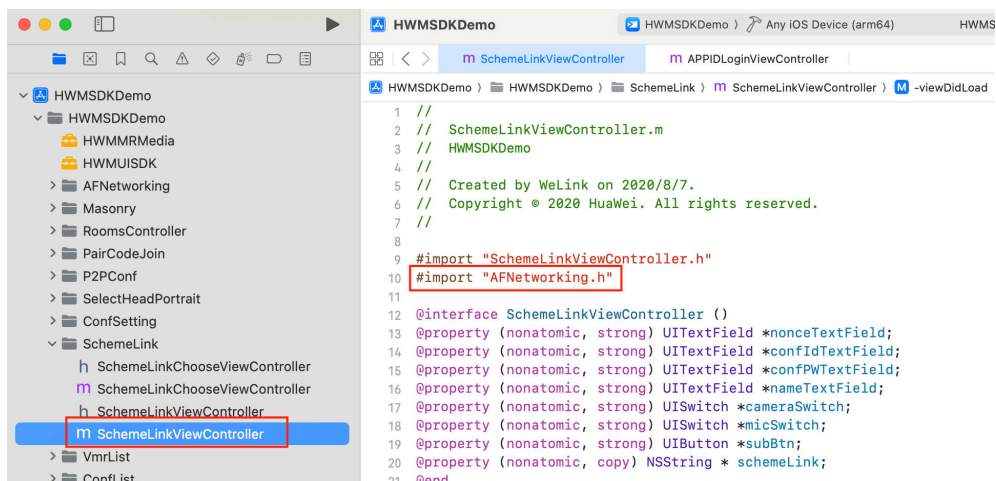 HWMSDKDemo
HWMSDKDemo 〉 Any iOS Device (arm64)
HWMS
SchemeLinkViewController
APPIDLoginViewController
HWMSDKDemo 〉 HWMSDKDemo 〉 SchemeLink 〉 m SchemeLinkViewController 〉 M -viewDidLoad
HWMSDKDemo
HWMSDKDemo
HWMMRMedia
HWMUISDK
AFNetworking
Masonry
RoomsController
PairCodeJoin
P2PConf
SelectHeadPortrait
ConfSetting
SchemeLink
h SchemeLinkChooseViewController
m SchemeLinkChooseViewController
h SchemeLinkViewController
m SchemeLinkViewController
VmrList
ConfList
1 //
2 //  SchemeLinkViewController.m
3 //  HWMSDKDemo
4 //
5 //  Created by WeLink on 2020/8/7.
6 //  Copyright © 2020 HuaWei. All rights reserved.
7 //
8
9 #import "SchemeLinkViewController.h"
10 #import "AFNetworking.h"
11
12 @interface SchemeLinkViewController ()
13 @property (nonatomic, strong) UITextField *nonceTextField;
14 @property (nonatomic, strong) UITextField *confIdTextField;
15 @property (nonatomic, strong) UITextField *confPWTextField;
16 @property (nonatomic, strong) UITextField *nameTextField;
17 @property (nonatomic, strong) UISwitch *cameraSwitch;
18 @property (nonatomic, strong) UISwitch *micSwitch;
19 @property (nonatomic, strong) UIButton *subBtn;
20 @property (nonatomic, copy) NSString * schemeLink;
21 @end